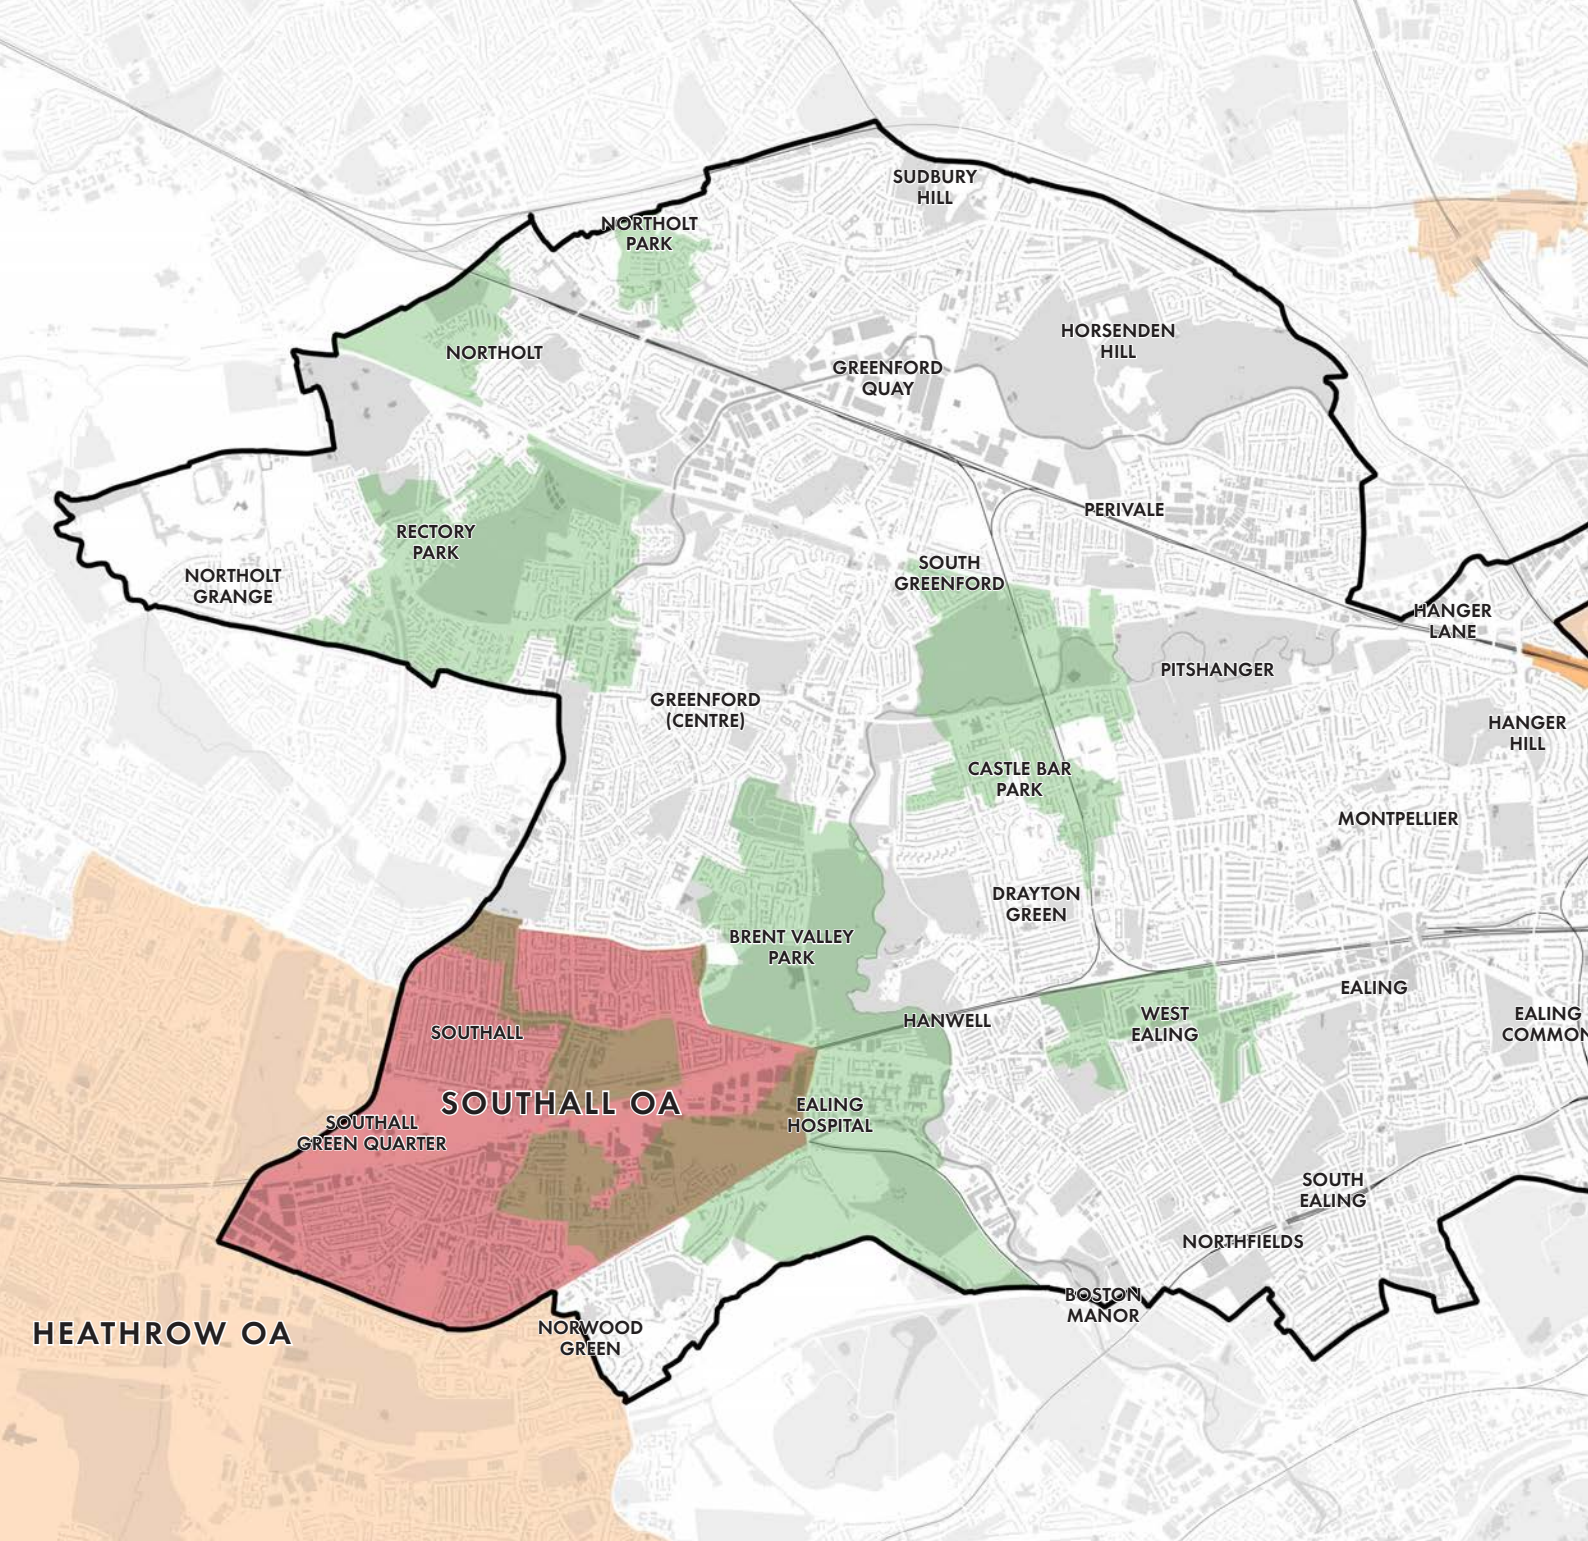 SUDBURY
HILL
NORTHOLT
PARK
HORSENDEN
HILL
NORTHOLT
GREENFORD
QUAY
PERIVALE
RECTORY
PARK
SOUTH
GREENFORD
NORTHOLT
GRANGE
HANGER
LANE
PITSHANGER
GREENFORD
(CENTRE)
HANGER
HILL
CASTLE BAR
PARK
MONTPELLIER
DRAYTON
GREEN
BRENT VALLEY
PARK
EALING
HANWELL
WEST
EALING
EALING
COMMON
SOUTHALL
SOUTHALL OA
EALING
HOSPITAL
SOUTHALL
GREEN QUARTER
SOUTH
EALING
NORTHFIELDS
BOSTON
MANOR
HEATHROW OA
NORWOOD
GREEN